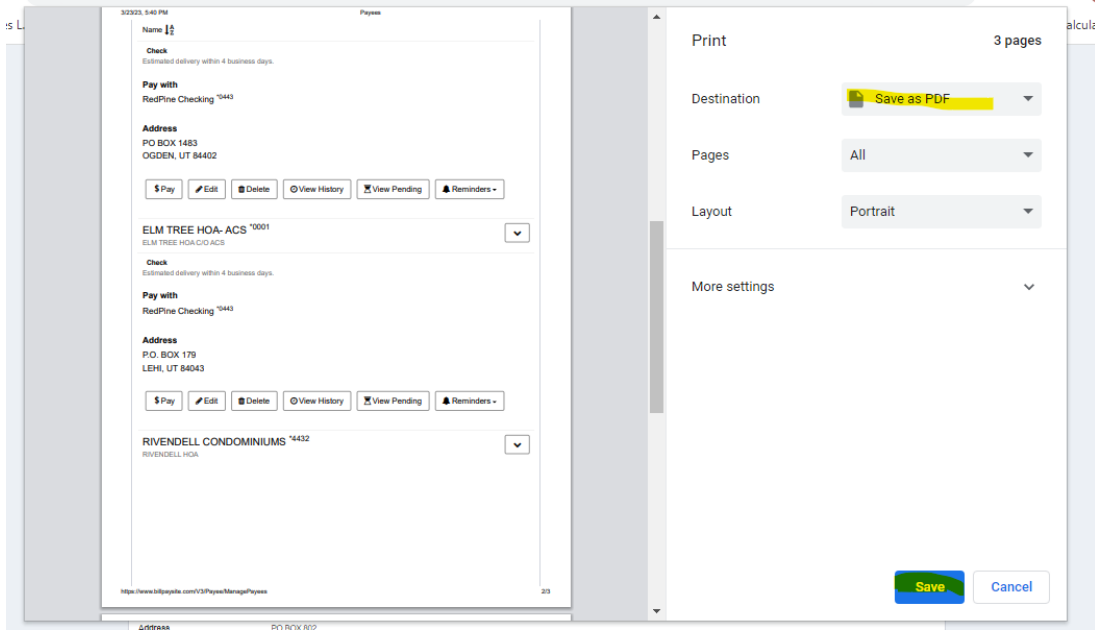 3/23/23, 5:40 PM Payees
Name
Check
Estimated delivery within 4 business days.
Pay with
RedPine Checking *0443
Address
PO BOX 1483
OGDEN, UT 84402
$ Pay Edit Delete View History View Pending Reminders
ELM TREE HOA- ACS *0001
ELM TREE HOA C/O ACS
Check
Estimated delivery within 4 business days.
Pay with
RedPine Checking *0443
Address
P.O. BOX 179
LEHI, UT 84043
$ Pay Edit Delete View History View Pending Reminders
RIVENDELL CONDOMINIUMS *4432
RIVENDELL HOA
https://www.billpaysite.com/V3/Payee/ManagePayees 2/3
Address PO BOX 802
Print 3 pages
Destination Save as PDF
Pages All
Layout Portrait
More settings
Save Cancel